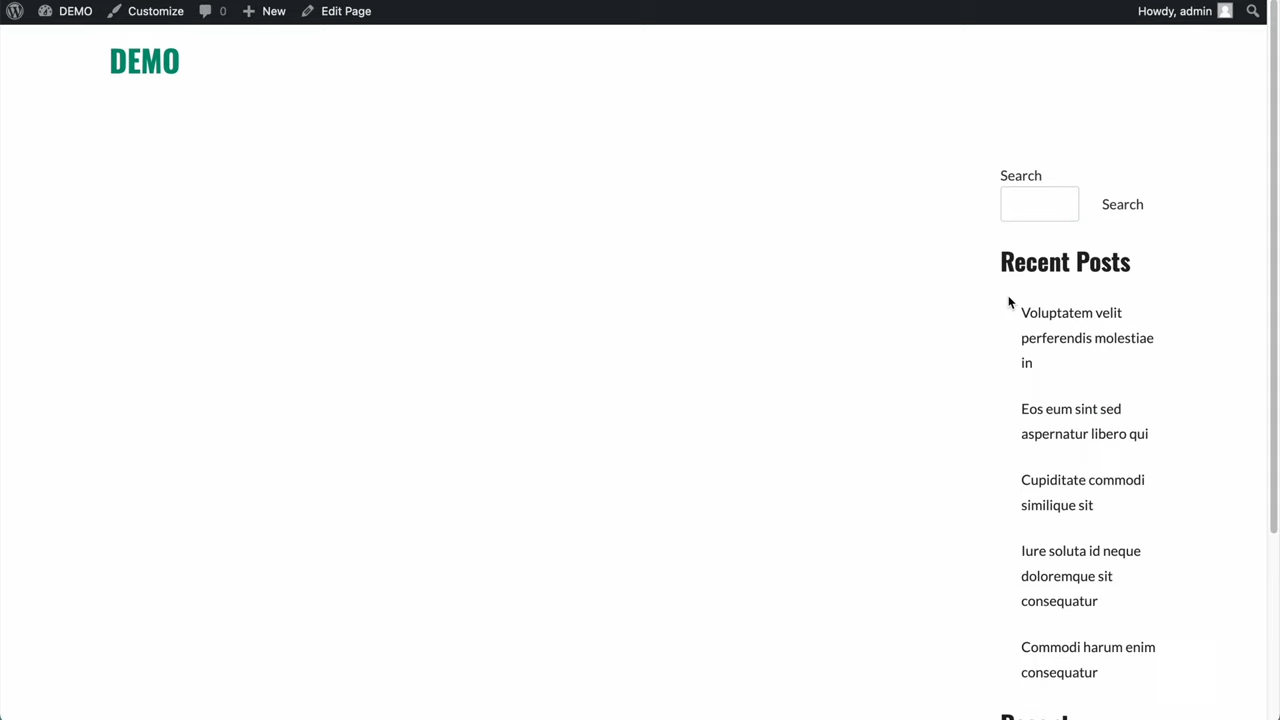 DEMO
Customize
0
New
Edit Page
Howdy, admin
DEMO
Search
Search
Recent Posts
Voluptatem velit
perferendis molestiae
in
Eos eum sint sed
aspernatur libero qui
Cupiditate commodi
similique sit
Iure soluta id neque
doloremque sit
consequatur
Commodi harum enim
consequatur
Recent